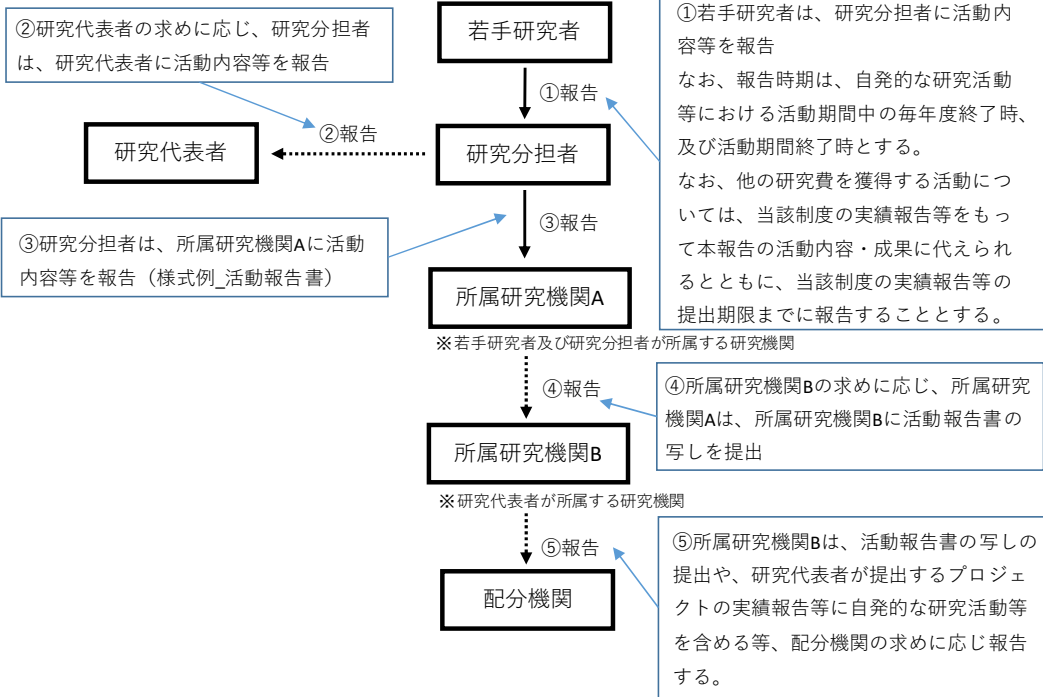 ②研究代表者の求めに応じ、研究分担者
は、研究代表者に活動内容等を報告
若手研究者
①若手研究者は、研究分担者に活動内
容等を報告
なお、報告時期は、自発的な研究活動
等における活動期間中の毎年度終了時、
及び活動期間終了時とする。
なお、他の研究費を獲得する活動につ
いては、当該制度の実績報告等をもっ
て本報告の活動内容・成果に代えられ
るとともに、当該制度の実績報告等の
提出期限までに報告することとする。
①報告
研究代表者
②報告
研究分担者
③研究分担者は、所属研究機関Aに活動
内容等を報告（様式例_活動報告書）
③報告
所属研究機関A
※若手研究者及び研究分担者が所属する研究機関
④報告
④所属研究機関Bの求めに応じ、所属研究
機関Aは、所属研究機関Bに活動報告書の
写しを提出
所属研究機関B
※研究代表者が所属する研究機関
⑤報告
⑤所属研究機関Bは、活動報告書の写しの
提出や、研究代表者が提出するプロジェ
クトの実績報告等に自発的な研究活動等
を含める等、配分機関の求めに応じ報告
する。
配分機関